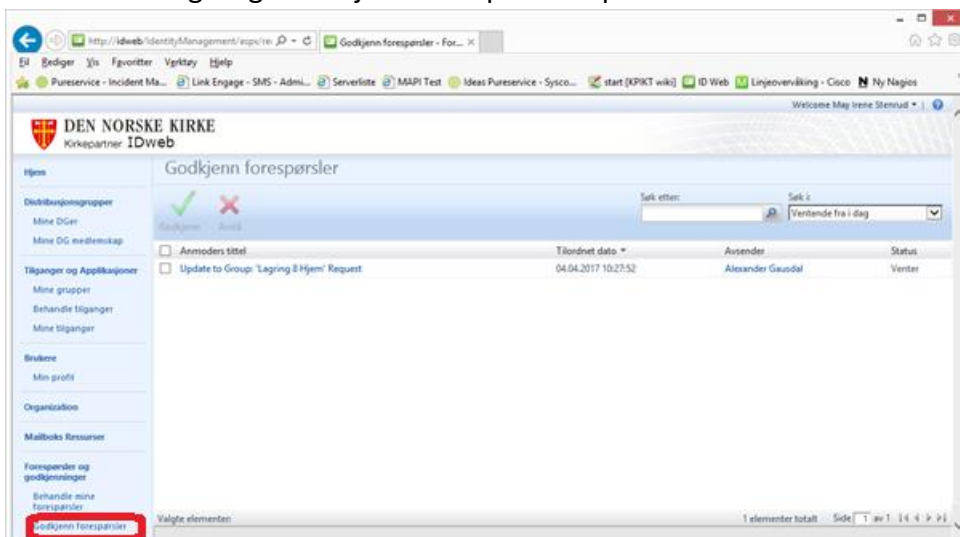 http://idweb/IdentityManagement/aspx/re
Godkjenn forespørsler - For...
Fil Rediger Vis Favoritter Verktøy Hjelp
Pureservice - Incident Ma... Link Engage - SMS - Admi... Serverliste MAPI Test Ideas Pureservice - Sysco... start [KPIKT wiki] ID Web Linjeovervåking - Cisco Ny Nagios
Welcome May Irene Stenrud
DEN NORSKE KIRKE
Kirkepartner IDweb
Hjem
Godkjenn forespørsler
Distribusjonsgrupper
Mine DGer
Mine DG medlemskap
Godkjenn Avslå
Søk etter:
Søk i:
Ventende fra i dag
Anmoders tittel Tilordnet dato Avsender Status
Update to Group: 'Lagring 8 Hjem' Request 04.04.2017 10:27:52 Alexander Gausdal Venter
Tilganger og Applikasjoner
Mine grupper
Behandle tilganger
Mine tilganger
Brukere
Min profil
Organization
Mailboks Ressurser
Forespørsler og
godkjenninger
Behandle mine
forespørsler
Godkjenn forespørsler
Valgte elementer:
1 elementer totalt Side 1 av 1